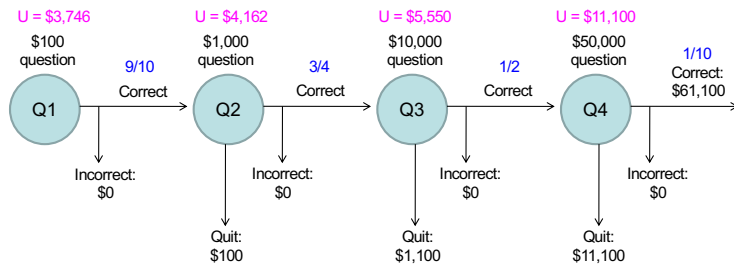 U = $3,746
U = $4,162
U = $5,550
U = $11,100
$100
question
$1,000
question
$10,000
question
$50,000
question
9/10
3/4
1/2
1/10
Correct
Correct
Correct
Correct:
$61,100
Q1
Q2
Q3
Q4
Incorrect:
$0
Incorrect:
$0
Incorrect:
$0
Incorrect:
$0
Quit:
$100
Quit:
$1,100
Quit:
$11,100